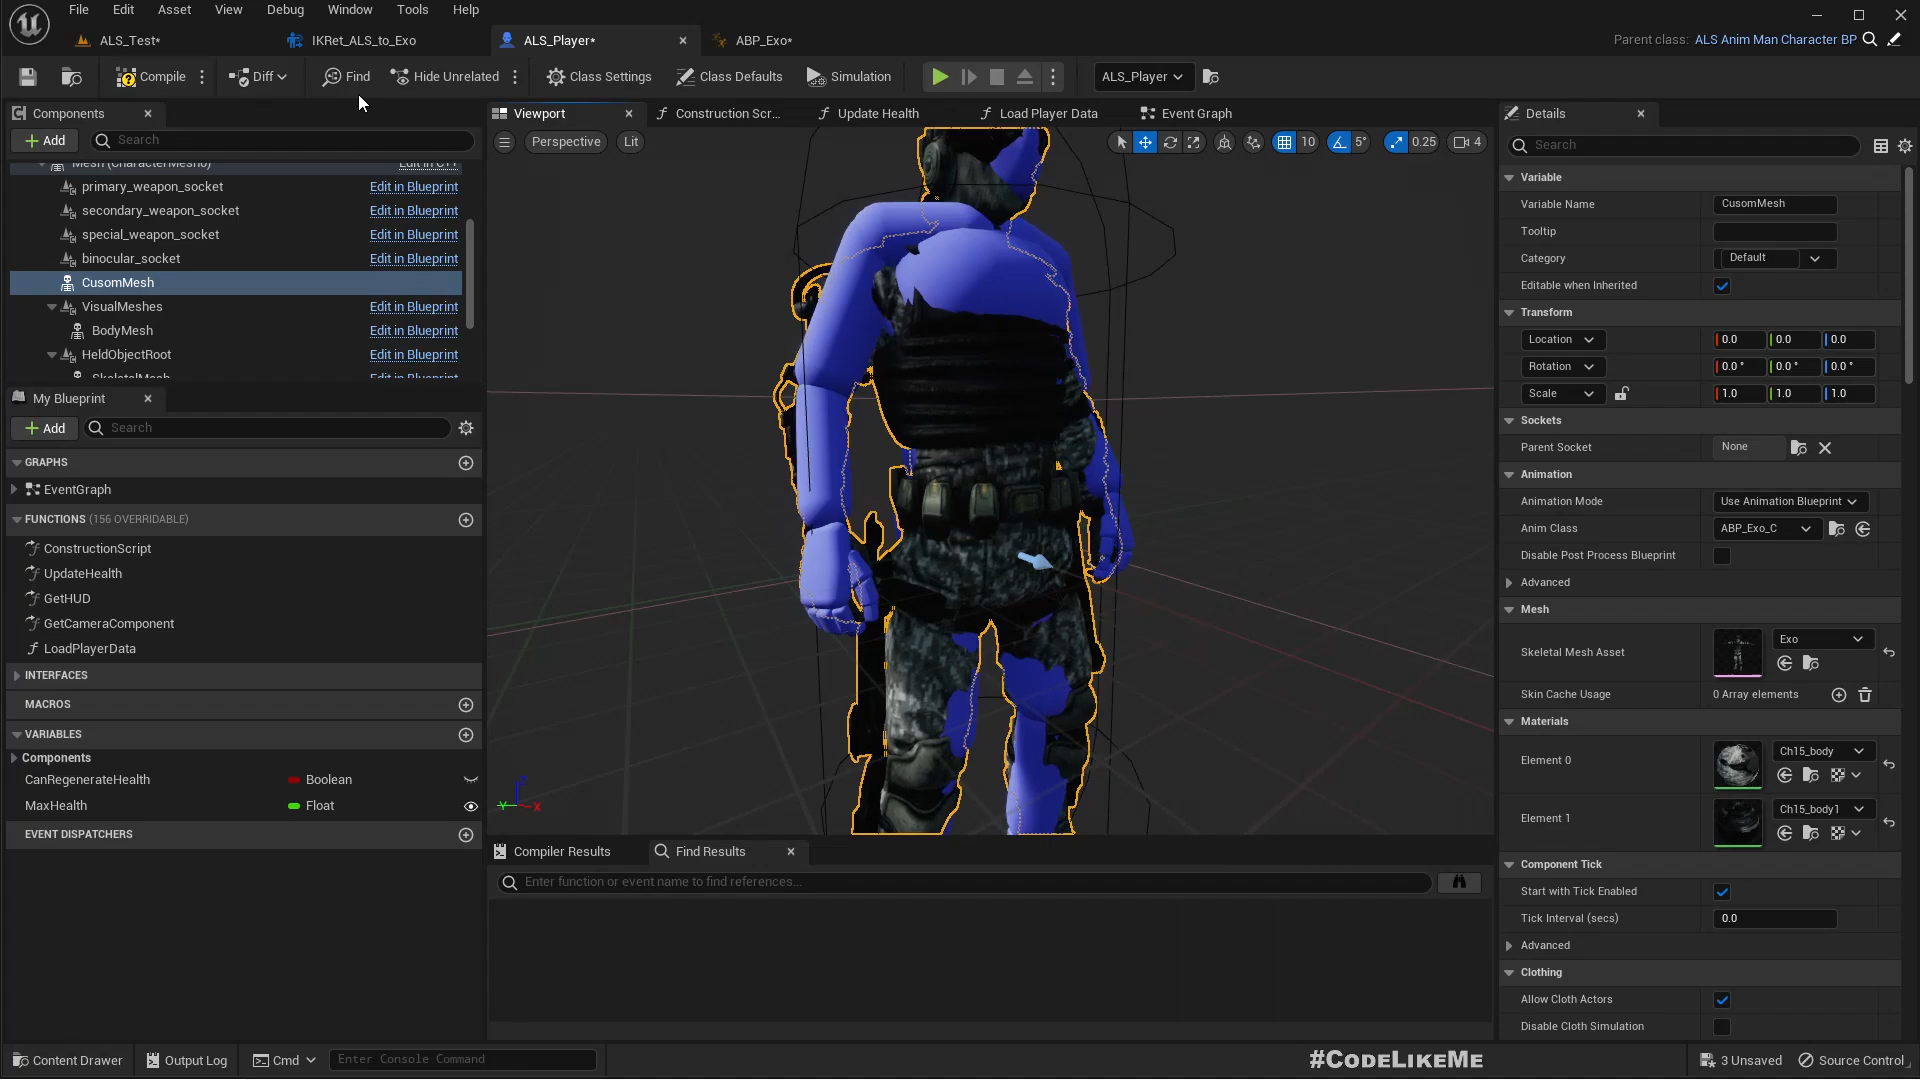 File Edit Asset View Debug Window Tools Help
ALS_Test* IKRet_ALS_to_Exo ALS_Player* ABP_Exo* Parent class: ALS Anim Man Character BP
Compile Diff Find Hide Unrelated Class Settings Class Defaults Simulation ALS_Player
Components Viewport Construction Scr... Update Health Load Player Data Event Graph Details
Add Search Perspective Lit 10 5° 0.25 4 Search
Mesh (CharacterMesh0) Edit in C++
primary_weapon_socket Edit in Blueprint
secondary_weapon_socket Edit in Blueprint
special_weapon_socket Edit in Blueprint
binocular_socket Edit in Blueprint
CusomMesh
VisualMeshes Edit in Blueprint
BodyMesh Edit in Blueprint
HeldObjectRoot Edit in Blueprint
SkeletalMesh Edit in Blueprint
My Blueprint
Add Search
GRAPHS
EventGraph
FUNCTIONS (156 OVERRIDABLE)
ConstructionScript
UpdateHealth
GetHUD
GetCameraComponent
LoadPlayerData
INTERFACES
MACROS
VARIABLES
Components
CanRegenerateHealth Boolean
MaxHealth Float
EVENT DISPATCHERS
Y Z X
Compiler Results Find Results
Enter function or event name to find references...
Variable
Variable Name CusomMesh
Tooltip
Category Default
Editable when Inherited
Transform
Location 0.0 0.0 0.0
Rotation 0.0 ° 0.0 ° 0.0 °
Scale 1.0 1.0 1.0
Sockets
Parent Socket None
Animation
Animation Mode Use Animation Blueprint
Anim Class ABP_Exo_C
Disable Post Process Blueprint
Advanced
Mesh
Skeletal Mesh Asset Exo
Skin Cache Usage 0 Array elements
Materials
Element 0 Ch15_body
Element 1 Ch15_body1
Component Tick
Start with Tick Enabled
Tick Interval (secs) 0.0
Advanced
Clothing
Allow Cloth Actors
Disable Cloth Simulation
Content Drawer Output Log Cmd Enter Console Command #CodeLikeMe 3 Unsaved Source Control